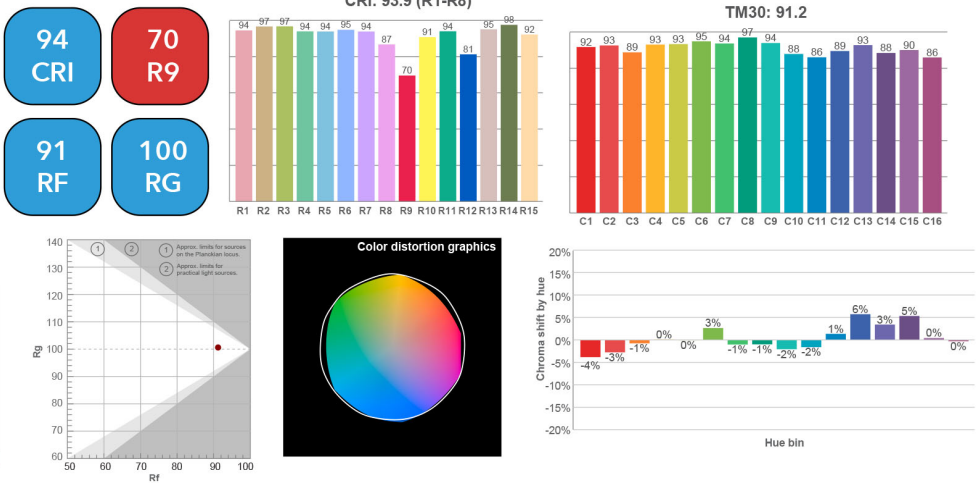 94
CRI
70
R9
91
RF
100
RG
CRI: 93.9 (R1-R8)
94 97 97 94 94 95 94 87 70 91 94 81 95 98 92
R1 R2 R3 R4 R5 R6 R7 R8 R9 R10 R11 R12 R13 R14 R15
TM30: 91.2
92 93 89 93 93 95 94 97 94 88 86 89 93 88 90 86
C1 C2 C3 C4 C5 C6 C7 C8 C9 C10 C11 C12 C13 C14 C15 C16
140
130
120
110
100
90
80
70
60
Rg
1
2
1 Approx. limits for sources
on the Planckian locus.
2 Approx. limits for
practical light sources.
50 60 70 80 90 100
Rf
Color distortion graphics
20%
15%
10%
5%
0%
-5%
-10%
-15%
-20%
Chroma shift by hue
-4% -3% -1% 0% 0% 3% -1% -1% -2% -2% 1% 6% 3% 5% 0% 0%
Hue bin